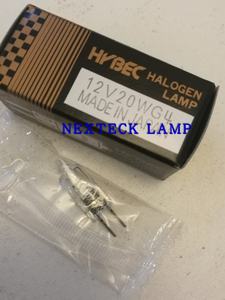 HYBEC HALOGEN
LAMP
12V20WG4
MADE IN JAPAN
NEXTECK LAMP